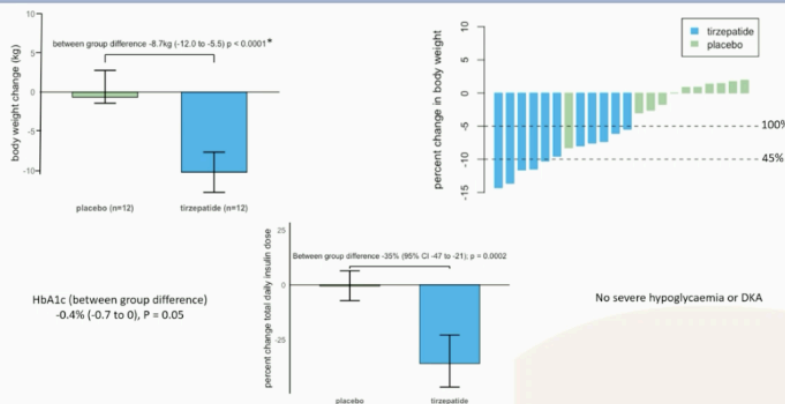 between group difference -8.7kg (-12.0 to -5.5) p < 0.0001*
body weight change (kg)
10
5
0
-5
-10
placebo (n=12)
tirzepatide (n=12)
tirzepatide
placebo
percent change in body weight
10
5
0
-5
-10
-15
100%
45%
HbA1c (between group difference)
-0.4% (-0.7 to 0), P = 0.05
Between group difference -35% (95% CI -47 to -21); p = 0.0002
percent change total daily insulin dose
25
0
-25
placebo
tirzepatide
No severe hypoglycaemia or DKA